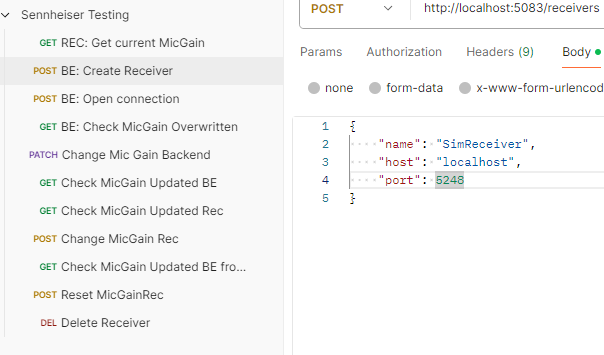 Sennheiser Testing
GET REC: Get current MicGain
POST BE: Create Receiver
POST BE: Open connection
GET BE: Check MicGain Overwritten
PATCH Change Mic Gain Backend
GET Check MicGain Updated BE
GET Check MicGain Updated Rec
POST Change MicGain Rec
GET Check MicGain Updated BE fro...
POST Reset MicGainRec
DEL Delete Receiver
POST http://localhost:5083/receivers
Params Authorization Headers (9) Body
none form-data x-www-form-urlencod
1 {
2 "name": "SimReceiver",
3 "host": "localhost",
4 "port": 5248
5 }